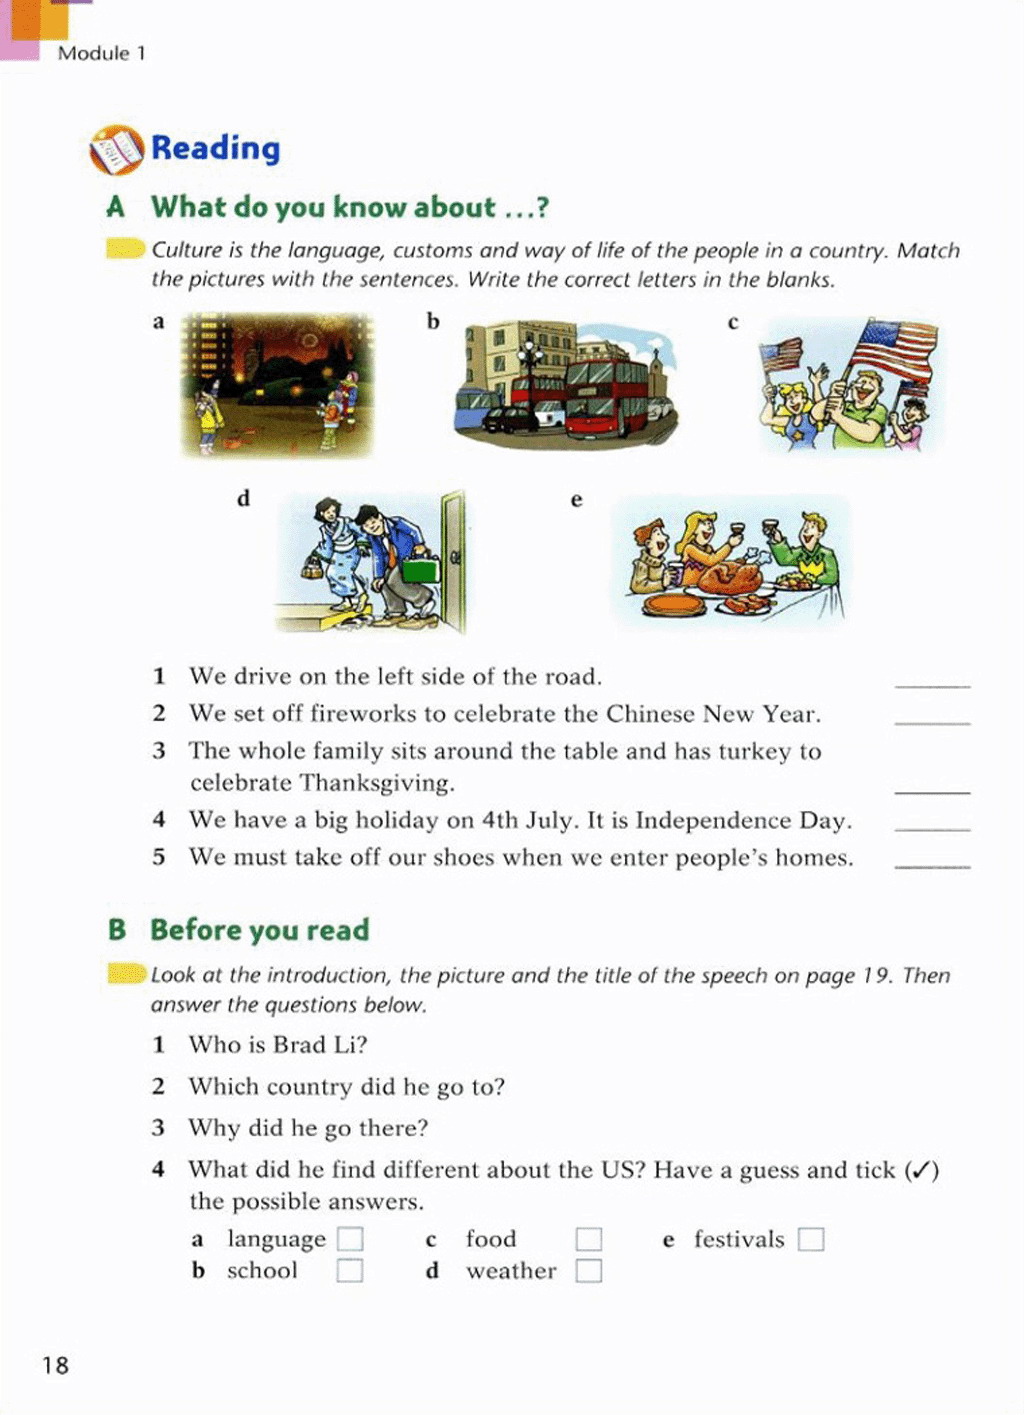 Module 1
Reading
A What do you know about ...?
Culture is the language, customs and way of life of the people in a country. Match
the pictures with the sentences. Write the correct letters in the blanks.
a b c
d e
1 We drive on the left side of the road. ______
2 We set off fireworks to celebrate the Chinese New Year. ______
3 The whole family sits around the table and has turkey to
celebrate Thanksgiving. ______
4 We have a big holiday on 4th July. It is Independence Day. ______
5 We must take off our shoes when we enter people's homes. ______
B Before you read
Look at the introduction, the picture and the title of the speech on page 19. Then
answer the questions below.
1 Who is Brad Li?
2 Which country did he go to?
3 Why did he go there?
4 What did he find different about the US? Have a guess and tick (✓)
the possible answers.
a language □ c food □ e festivals □
b school □ d weather □
18